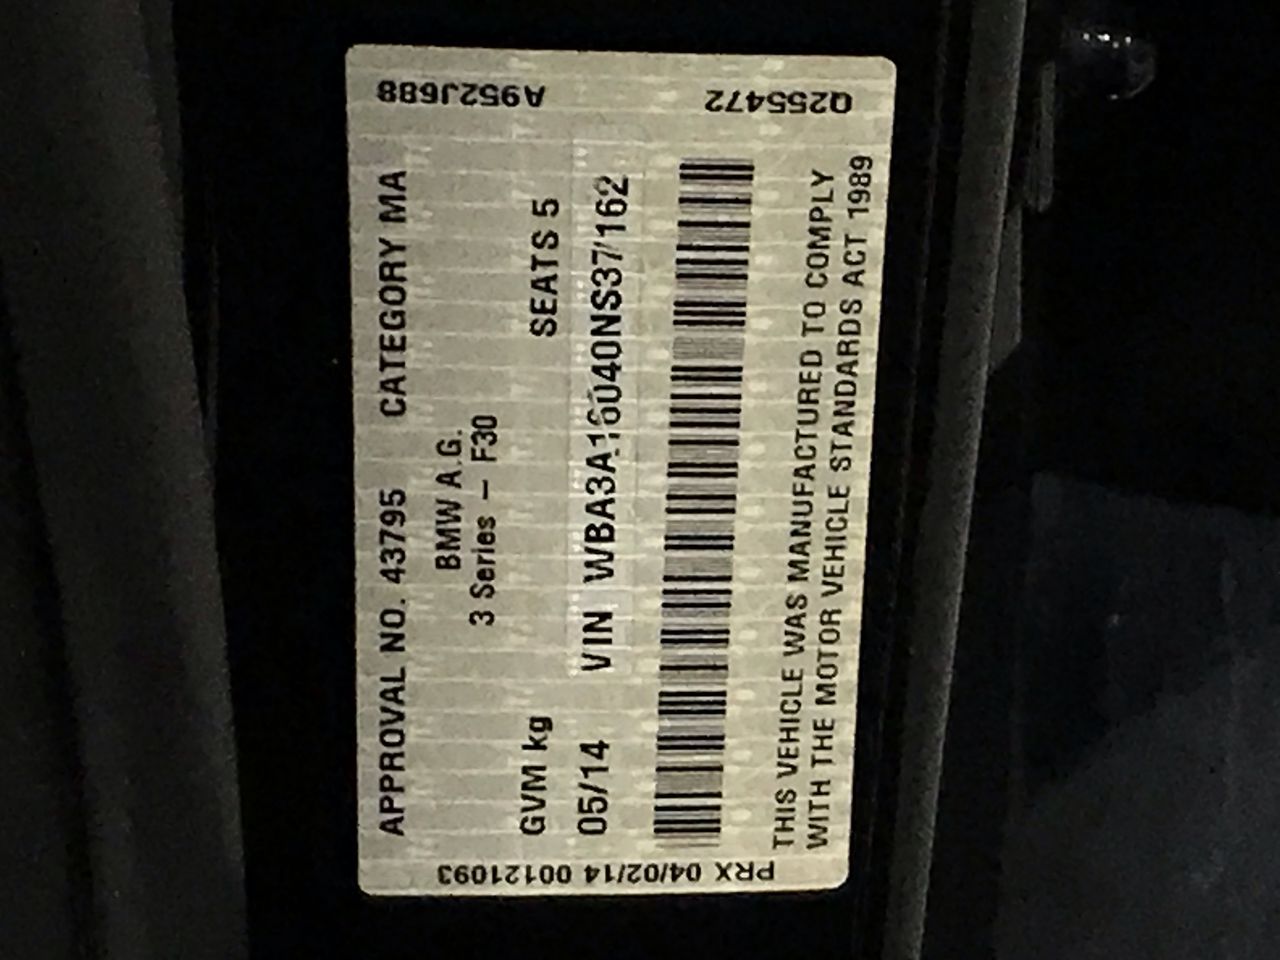 APPROVAL NO. 43795 CATEGORY MA
BMW A.G.
3 Series – F30
GVM kg SEATS 5
05/14 VIN WBA3A16040NS37162
THIS VEHICLE WAS MANUFACTURED TO COMPLY
WITH THE MOTOR VEHICLE STANDARDS ACT 1989
PRX 04/02/14 00121093
Q255472 A952J688